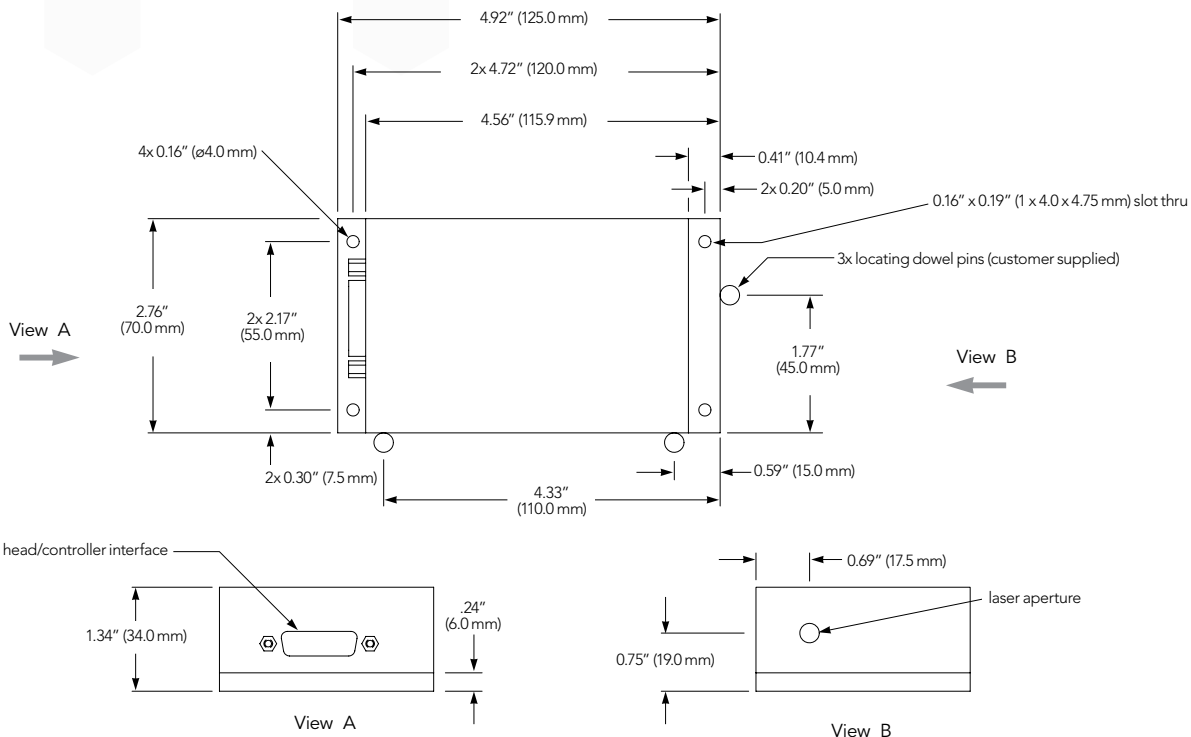 4.92” (125.0 mm)
2x 4.72” (120.0 mm)
4.56” (115.9 mm)
4x 0.16” (ø4.0 mm)
0.41” (10.4 mm)
2x 0.20” (5.0 mm)
0.16” x 0.19” (1 x 4.0 x 4.75 mm) slot thru
3x locating dowel pins (customer supplied)
View A
2.76”
(70.0 mm)
2x 2.17”
(55.0 mm)
1.77”
(45.0 mm)
View B
2x 0.30” (7.5 mm)
0.59” (15.0 mm)
4.33”
(110.0 mm)
head/controller interface
1.34” (34.0 mm)
.24”
(6.0 mm)
View A
0.69” (17.5 mm)
laser aperture
0.75” (19.0 mm)
View B